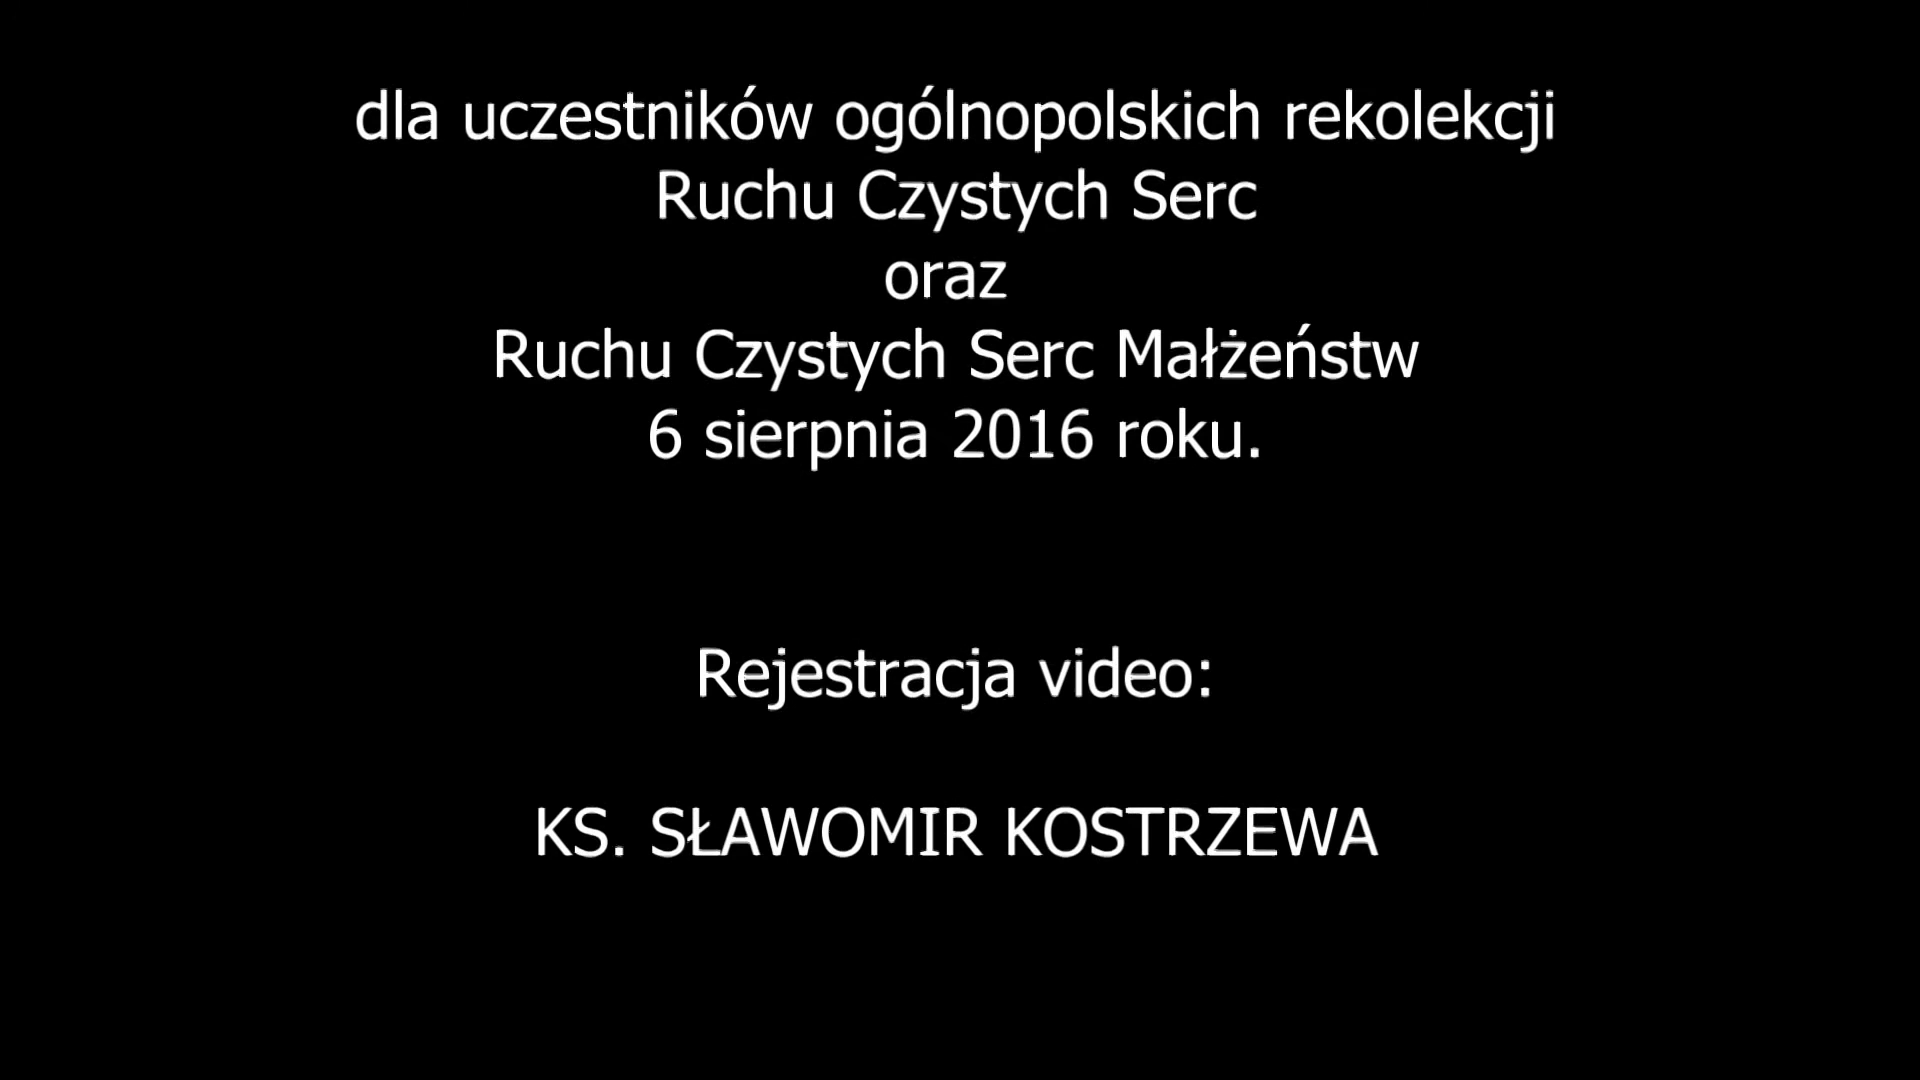 dla uczestników ogólnopolskich rekolekcji
Ruchu Czystych Serc
oraz
Ruchu Czystych Serc Małżeństw
6 sierpnia 2016 roku.
Rejestracja video:
KS. SŁAWOMIR KOSTRZEWA